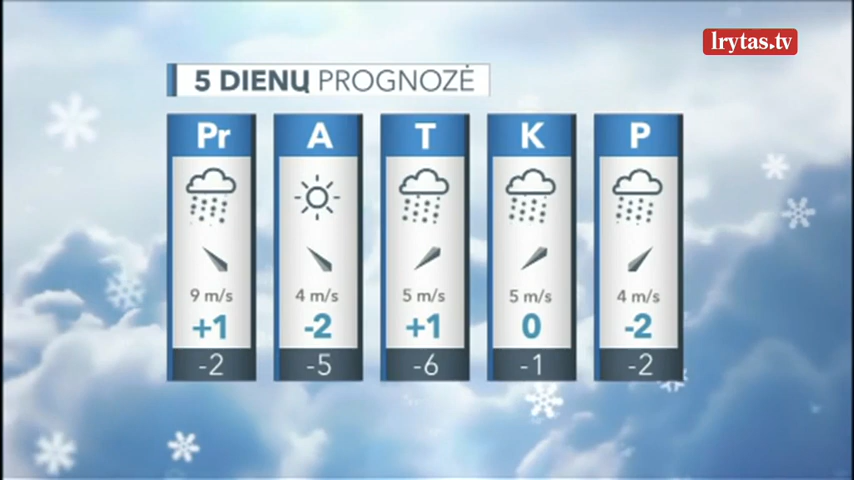 lrytas.tv
5 DIENŲ PROGNOZĖ
Pr A T K P
9 m/s 4 m/s 5 m/s 5 m/s 4 m/s
+1 -2 +1 0 -2
-2 -5 -6 -1 -2